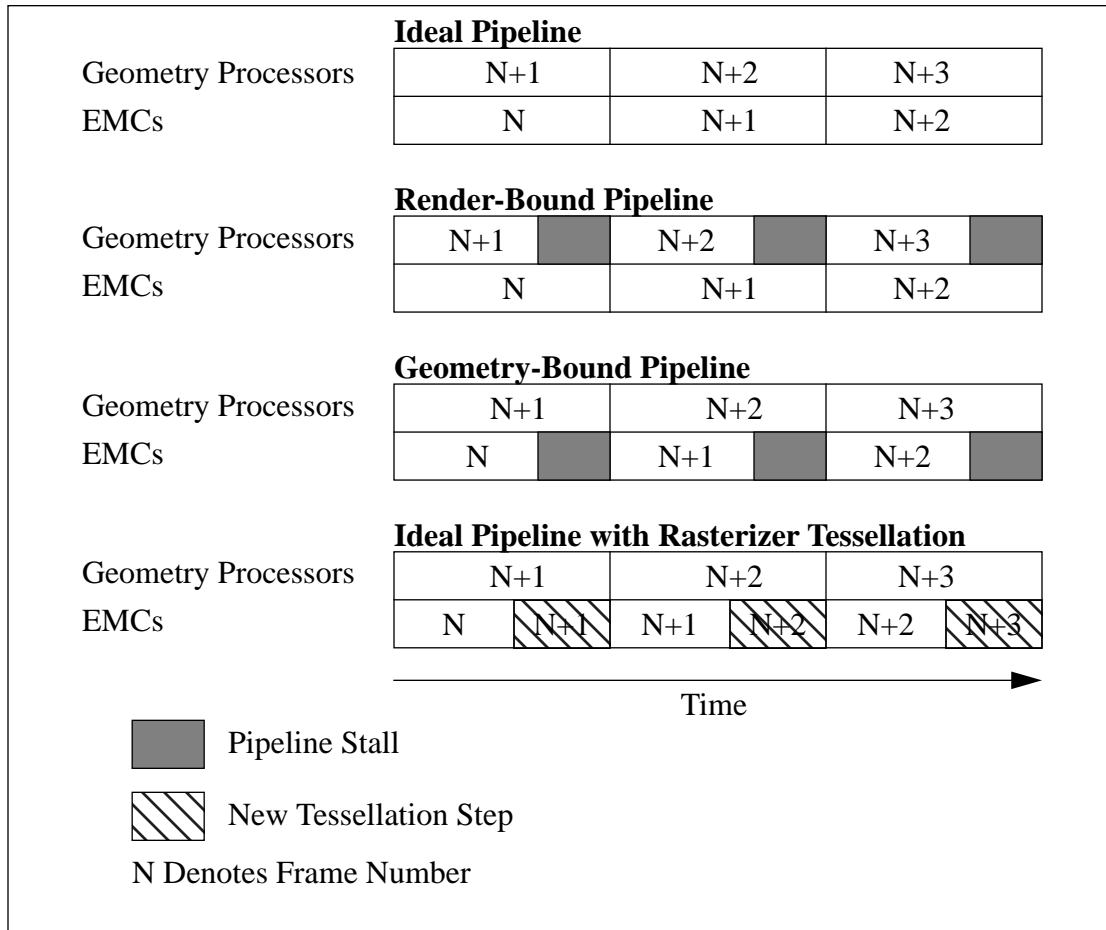 Ideal Pipeline
Geometry Processors N+1 N+2 N+3
EMCs N N+1 N+2
Render-Bound Pipeline
Geometry Processors N+1 N+2 N+3
EMCs N N+1 N+2
Geometry-Bound Pipeline
Geometry Processors N+1 N+2 N+3
EMCs N N+1 N+2
Ideal Pipeline with Rasterizer Tessellation
Geometry Processors N+1 N+2 N+3
EMCs N N+1 N+1 N+2 N+2 N+3
Time
Pipeline Stall
New Tessellation Step
N Denotes Frame Number